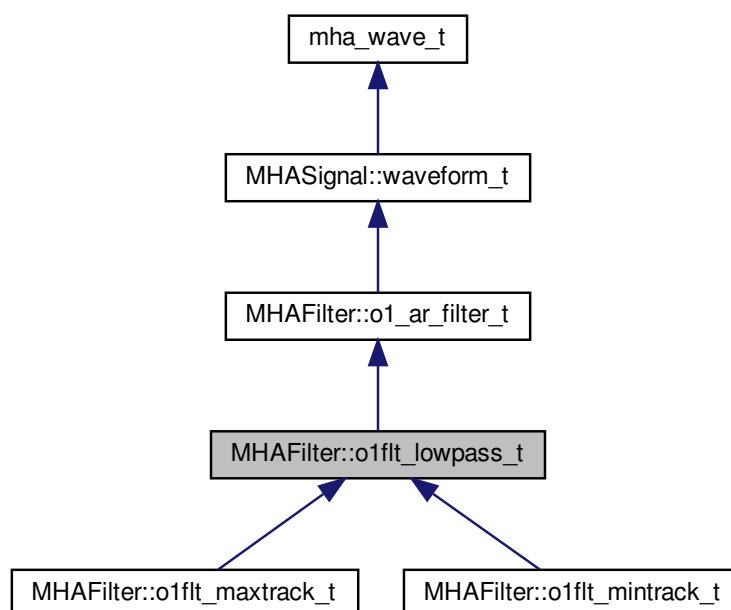 mha_wave_t
MHASignal::waveform_t
MHAFilter::o1_ar_filter_t
MHAFilter::o1flt_lowpass_t
MHAFilter::o1flt_maxtrack_t
MHAFilter::o1flt_mintrack_t